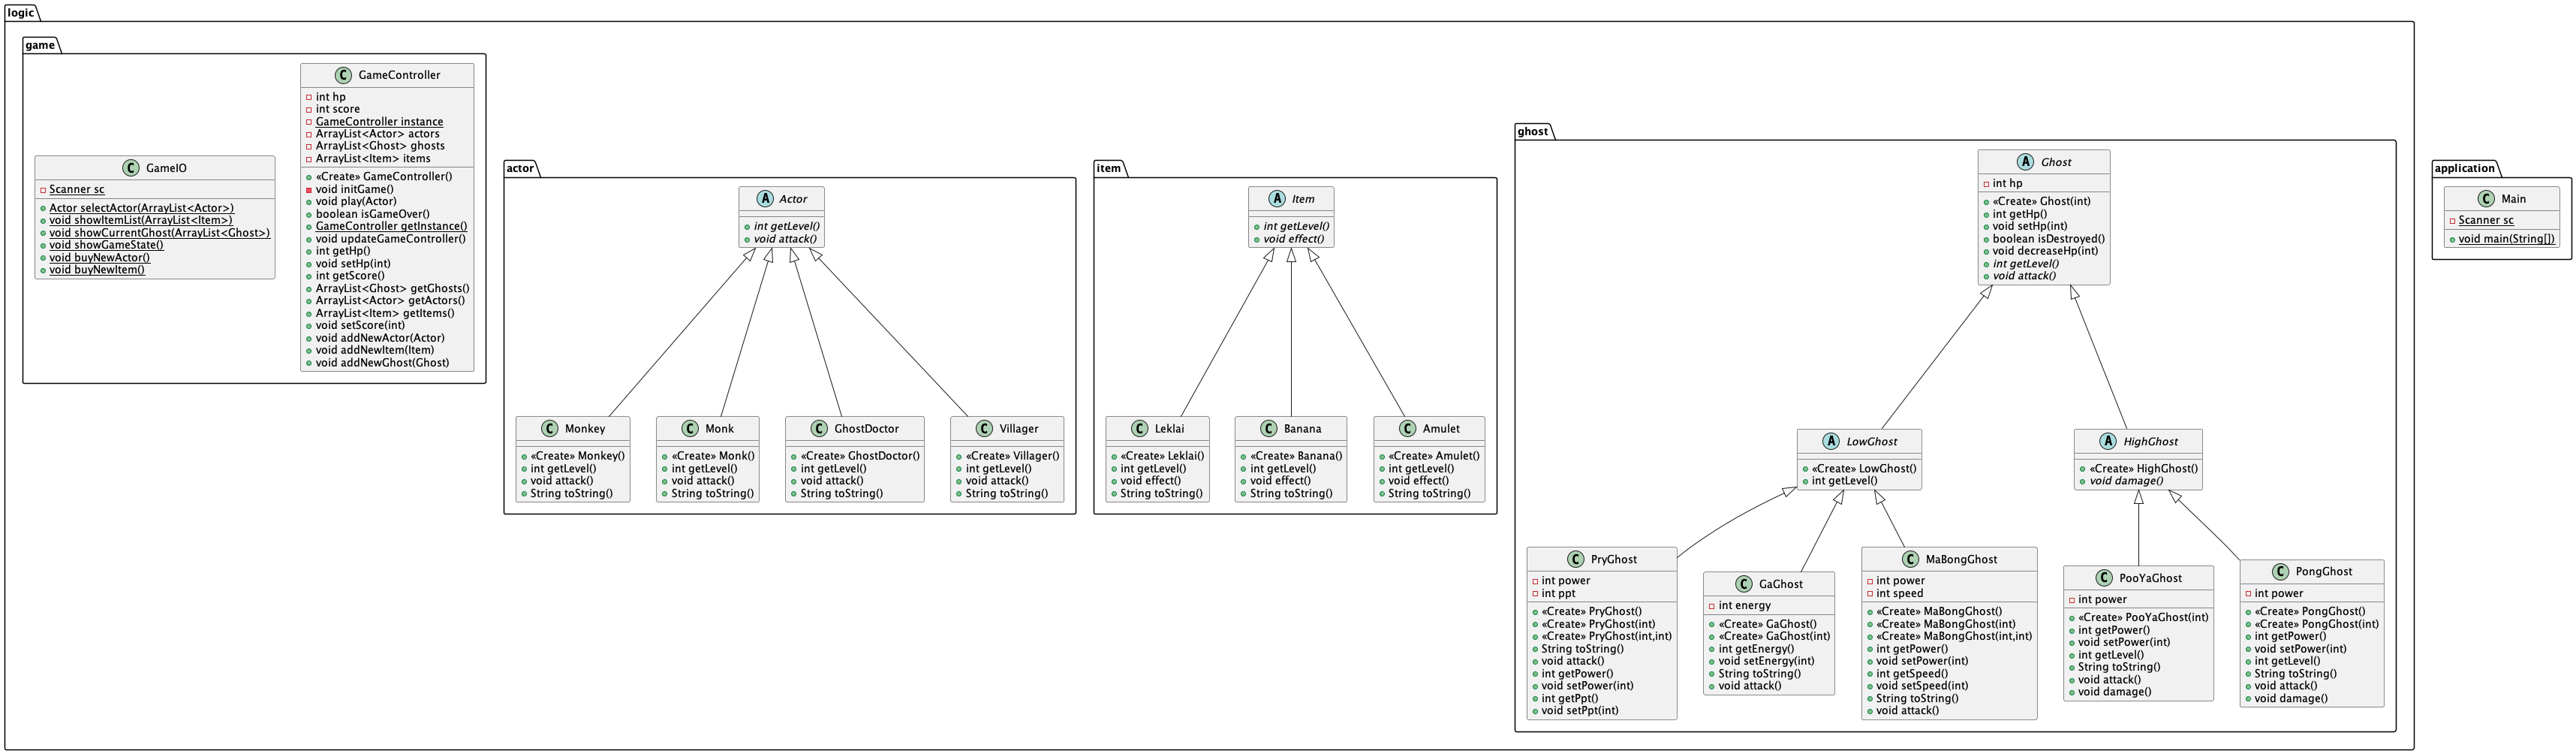 logic
game
GameIO
Scanner sc
Actor selectActor(ArrayList<Actor>)
void showItemList(ArrayList<Item>)
void showCurrentGhost(ArrayList<Ghost>)
void showGameState()
void buyNewActor()
void buyNewItem()
GameController
int hp
int score
GameController instance
ArrayList<Actor> actors
ArrayList<Ghost> ghosts
ArrayList<Item> items
«Create» GameController()
void initGame()
void play(Actor)
boolean isGameOver()
GameController getInstance()
void updateGameController()
int getHp()
void setHp(int)
int getScore()
ArrayList<Ghost> getGhosts()
ArrayList<Actor> getActors()
ArrayList<Item> getItems()
void setScore(int)
void addNewActor(Actor)
void addNewItem(Item)
void addNewGhost(Ghost)
actor
A Actor
int getLevel()
void attack()
C Monkey
«Create» Monkey()
int getLevel()
void attack()
String toString()
C Monk
«Create» Monk()
int getLevel()
void attack()
String toString()
C GhostDoctor
«Create» GhostDoctor()
int getLevel()
void attack()
String toString()
C Villager
«Create» Villager()
int getLevel()
void attack()
String toString()
item
A Item
int getLevel()
void effect()
C Leklai
«Create» Leklai()
int getLevel()
void effect()
String toString()
C Banana
«Create» Banana()
int getLevel()
void effect()
String toString()
C Amulet
«Create» Amulet()
int getLevel()
void effect()
String toString()
ghost
A Ghost
int hp
«Create» Ghost(int)
int getHp()
void setHp(int)
boolean isDestroyed()
void decreaseHp(int)
int getLevel()
void attack()
A LowGhost
«Create» LowGhost()
int getLevel()
A HighGhost
«Create» HighGhost()
void damage()
C PryGhost
int power
int ppt
«Create» PryGhost()
«Create» PryGhost(int)
«Create» PryGhost(int,int)
String toString()
void attack()
int getPower()
void setPower(int)
int getPpt()
void setPpt(int)
C GaGhost
int energy
«Create» GaGhost()
«Create» GaGhost(int)
int getEnergy()
void setEnergy(int)
String toString()
void attack()
C MaBongGhost
int power
int speed
«Create» MaBongGhost()
«Create» MaBongGhost(int)
«Create» MaBongGhost(int,int)
int getPower()
void setPower(int)
int getSpeed()
void setSpeed(int)
String toString()
void attack()
C PooYaGhost
int power
«Create» PooYaGhost(int)
int getPower()
void setPower(int)
int getLevel()
String toString()
void attack()
void damage()
C PongGhost
int power
«Create» PongGhost()
«Create» PongGhost(int)
int getPower()
void setPower(int)
int getLevel()
String toString()
void attack()
void damage()
application
C Main
Scanner sc
void main(String[])